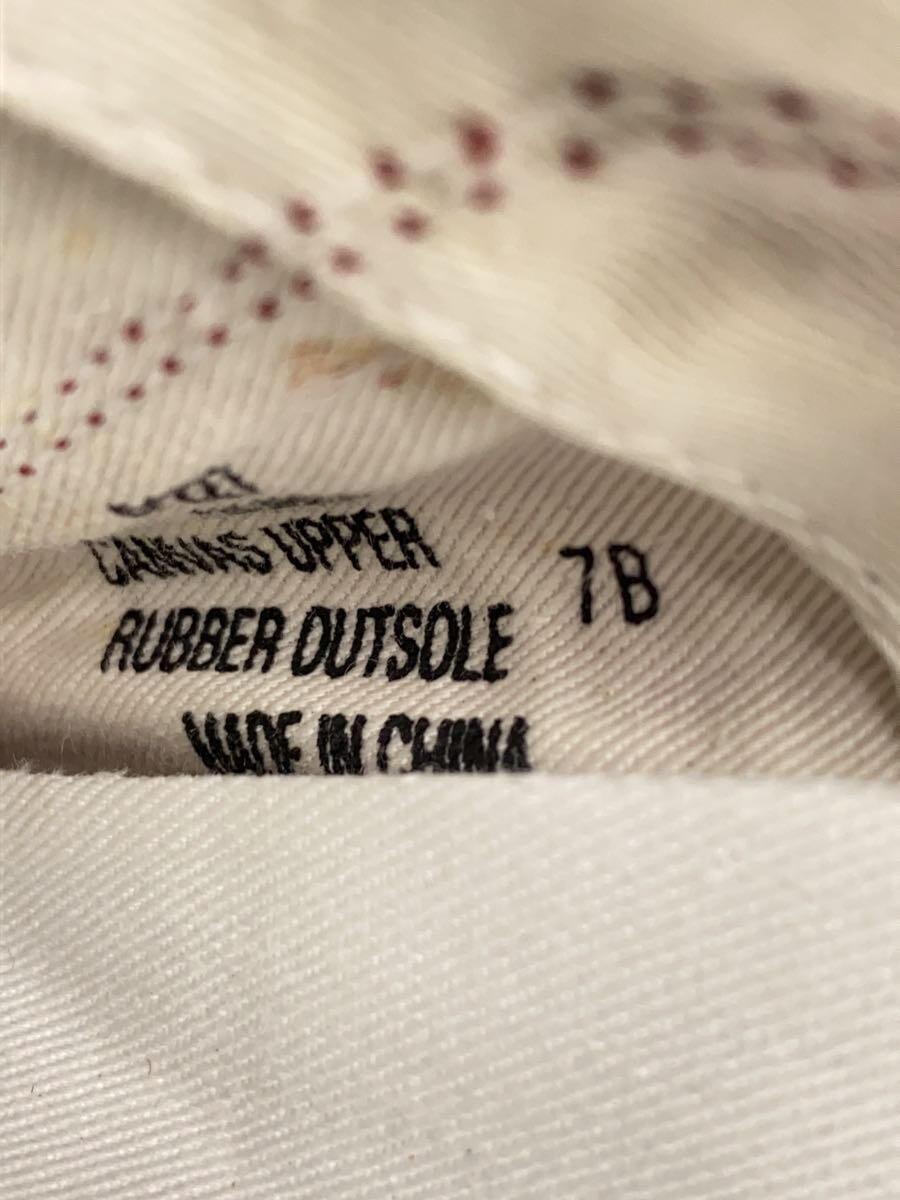 CANVAS UPPER
RUBBER OUTSOLE
7B
MADE IN CHINA